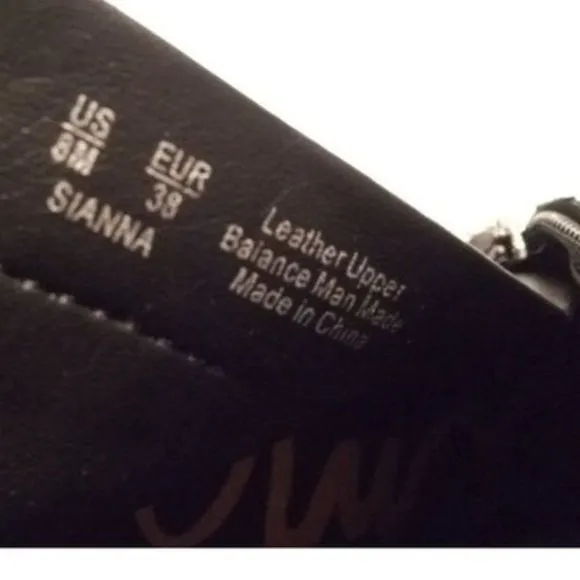 US
8M
EUR
38
SIANNA
Leather Upper
Balance Man Made
Made in China